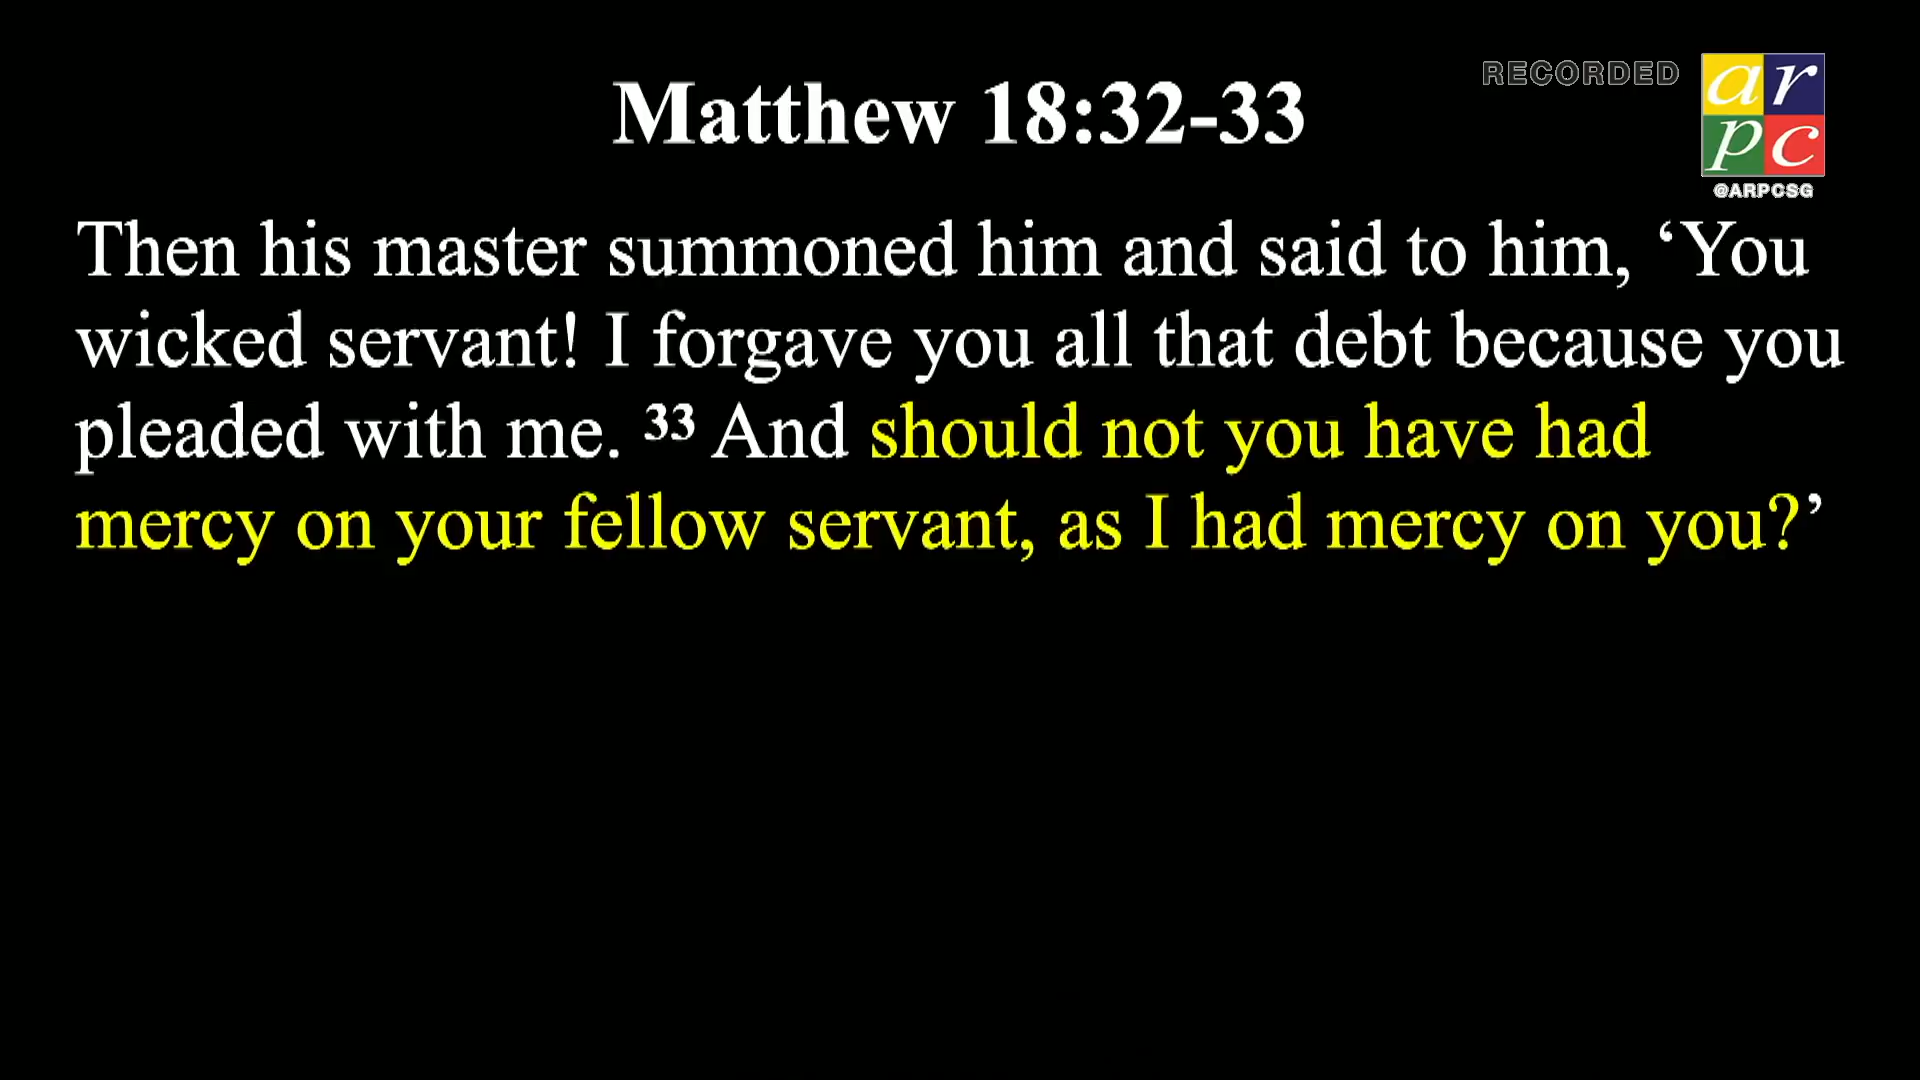 Matthew 18:32-33
RECORDED
ar
pc
@ARPCSG
Then his master summoned him and said to him, ‘You
wicked servant! I forgave you all that debt because you
pleaded with me. 33 And should not you have had
mercy on your fellow servant, as I had mercy on you?’